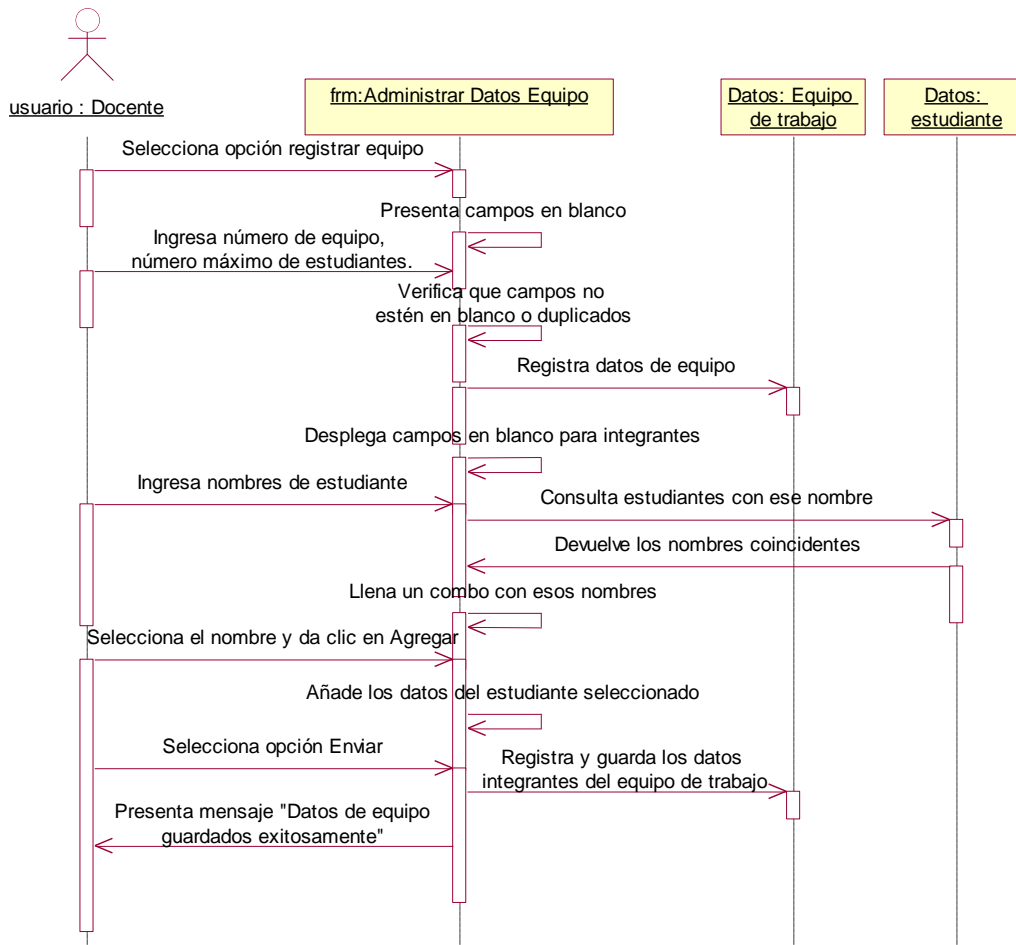 usuario : Docente
frm:Administrar Datos Equipo
Datos: Equipo
de trabajo
Datos:
estudiante
Selecciona opción registrar equipo
Presenta campos en blanco
Ingresa número de equipo,
número máximo de estudiantes.
Verifica que campos no
estén en blanco o duplicados
Registra datos de equipo
Desplega campos en blanco para integrantes
Ingresa nombres de estudiante
Consulta estudiantes con ese nombre
Devuelve los nombres coincidentes
Llena un combo con esos nombres
Selecciona el nombre y da clic en Agregar
Añade los datos del estudiante seleccionado
Selecciona opción Enviar
Registra y guarda los datos
integrantes del equipo de trabajo
Presenta mensaje "Datos de equipo
guardados exitosamente"